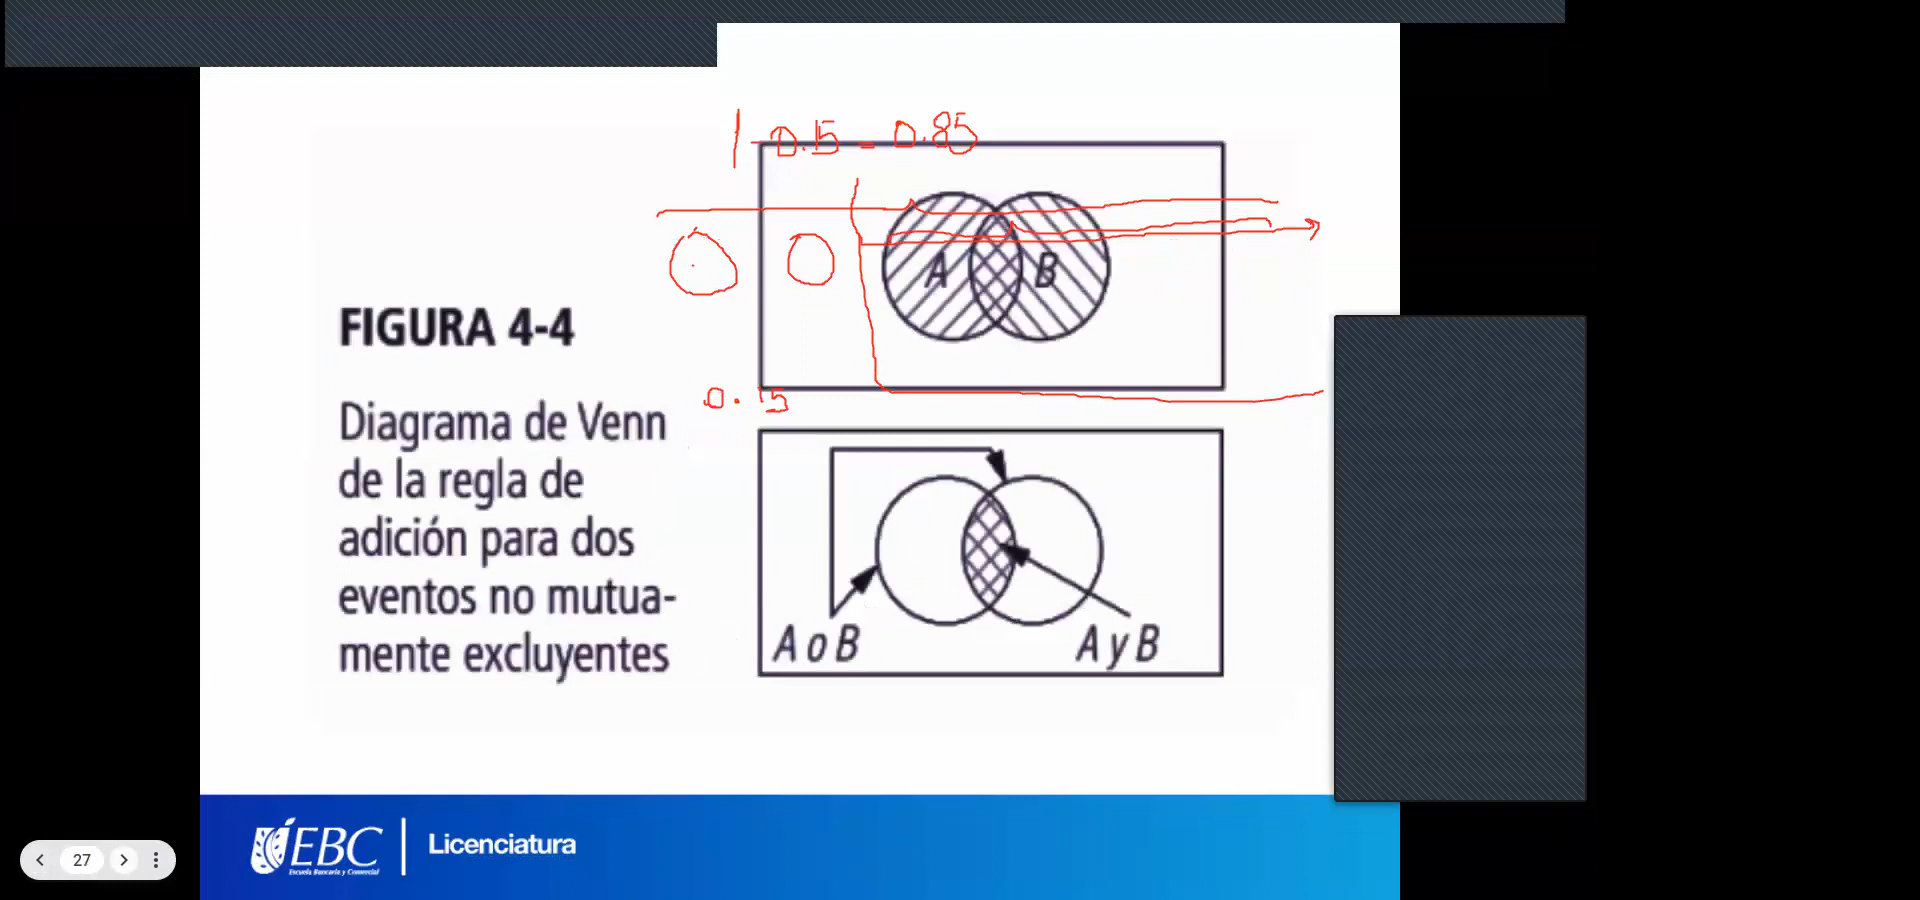 1 - 0.15 = 0.85
A
B
FIGURA 4-4
0.15
Diagrama de Venn
de la regla de
adición para dos
eventos no mutua-
mente excluyentes
A o B
A y B
EBC
Escuela Bancaria y Comercial
Licenciatura
27